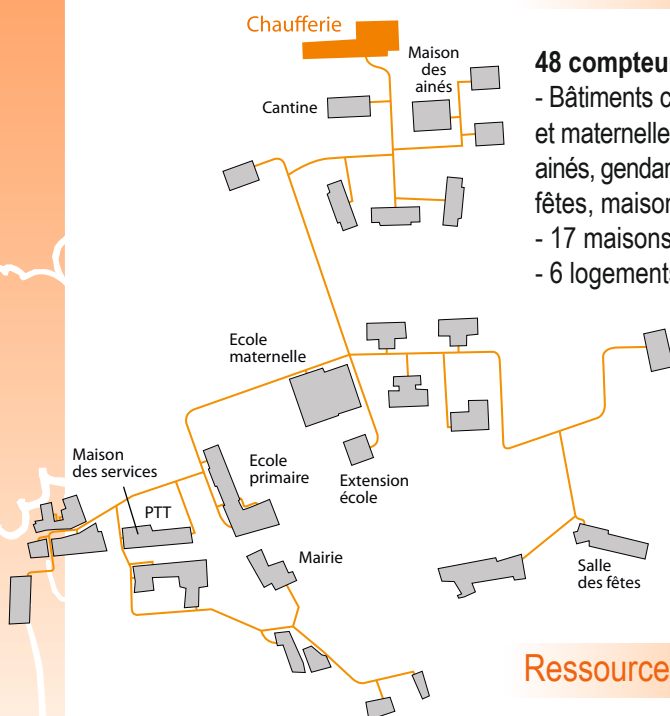 Chaufferie
Maison
des
ainés
Cantine
48 compteu
- Bâtiments c
et maternelle
ainés, gendar
fêtes, maison
- 17 maisons
- 6 logements
Ecole
maternelle
Maison
des services
PTT
Ecole
primaire
Extension
école
Mairie
Salle
des fêtes
Ressource